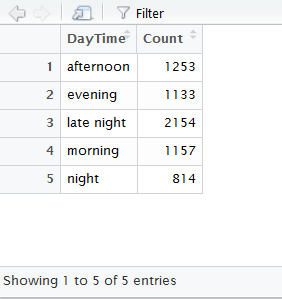 Filter
DayTime Count
1 afternoon 1253
2 evening 1133
3 late night 2154
4 morning 1157
5 night 814
Showing 1 to 5 of 5 entries